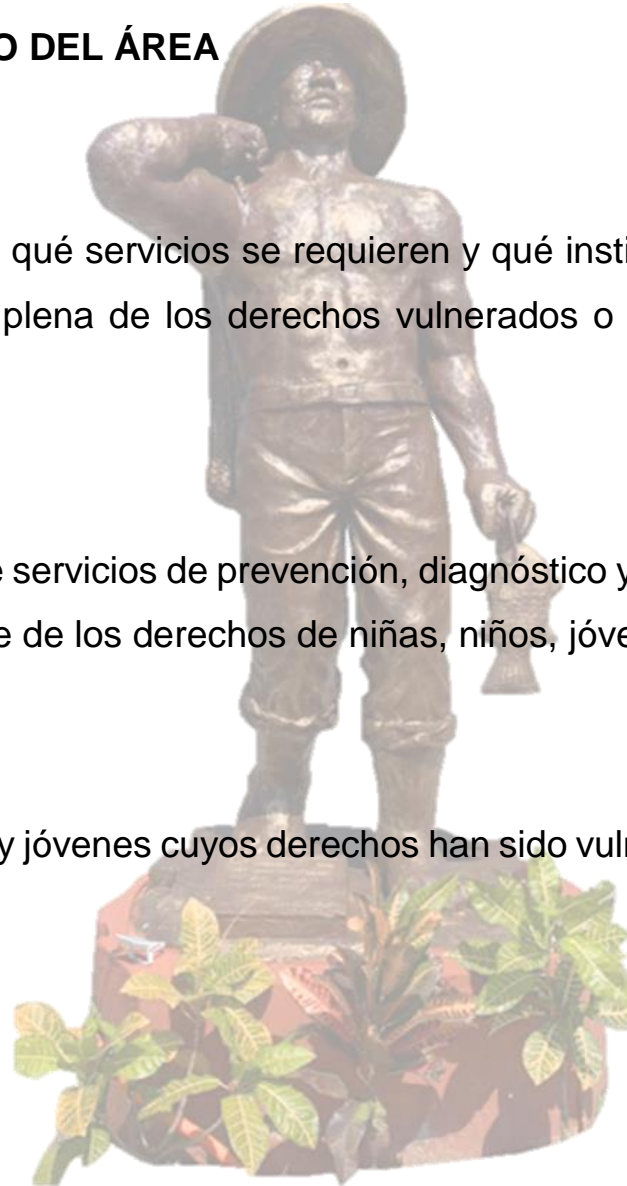 O DEL ÁREA
qué servicios se requieren y qué insti
plena de los derechos vulnerados o
servicios de prevención, diagnóstico y
e de los derechos de niñas, niños, jóve
y jóvenes cuyos derechos han sido vuln